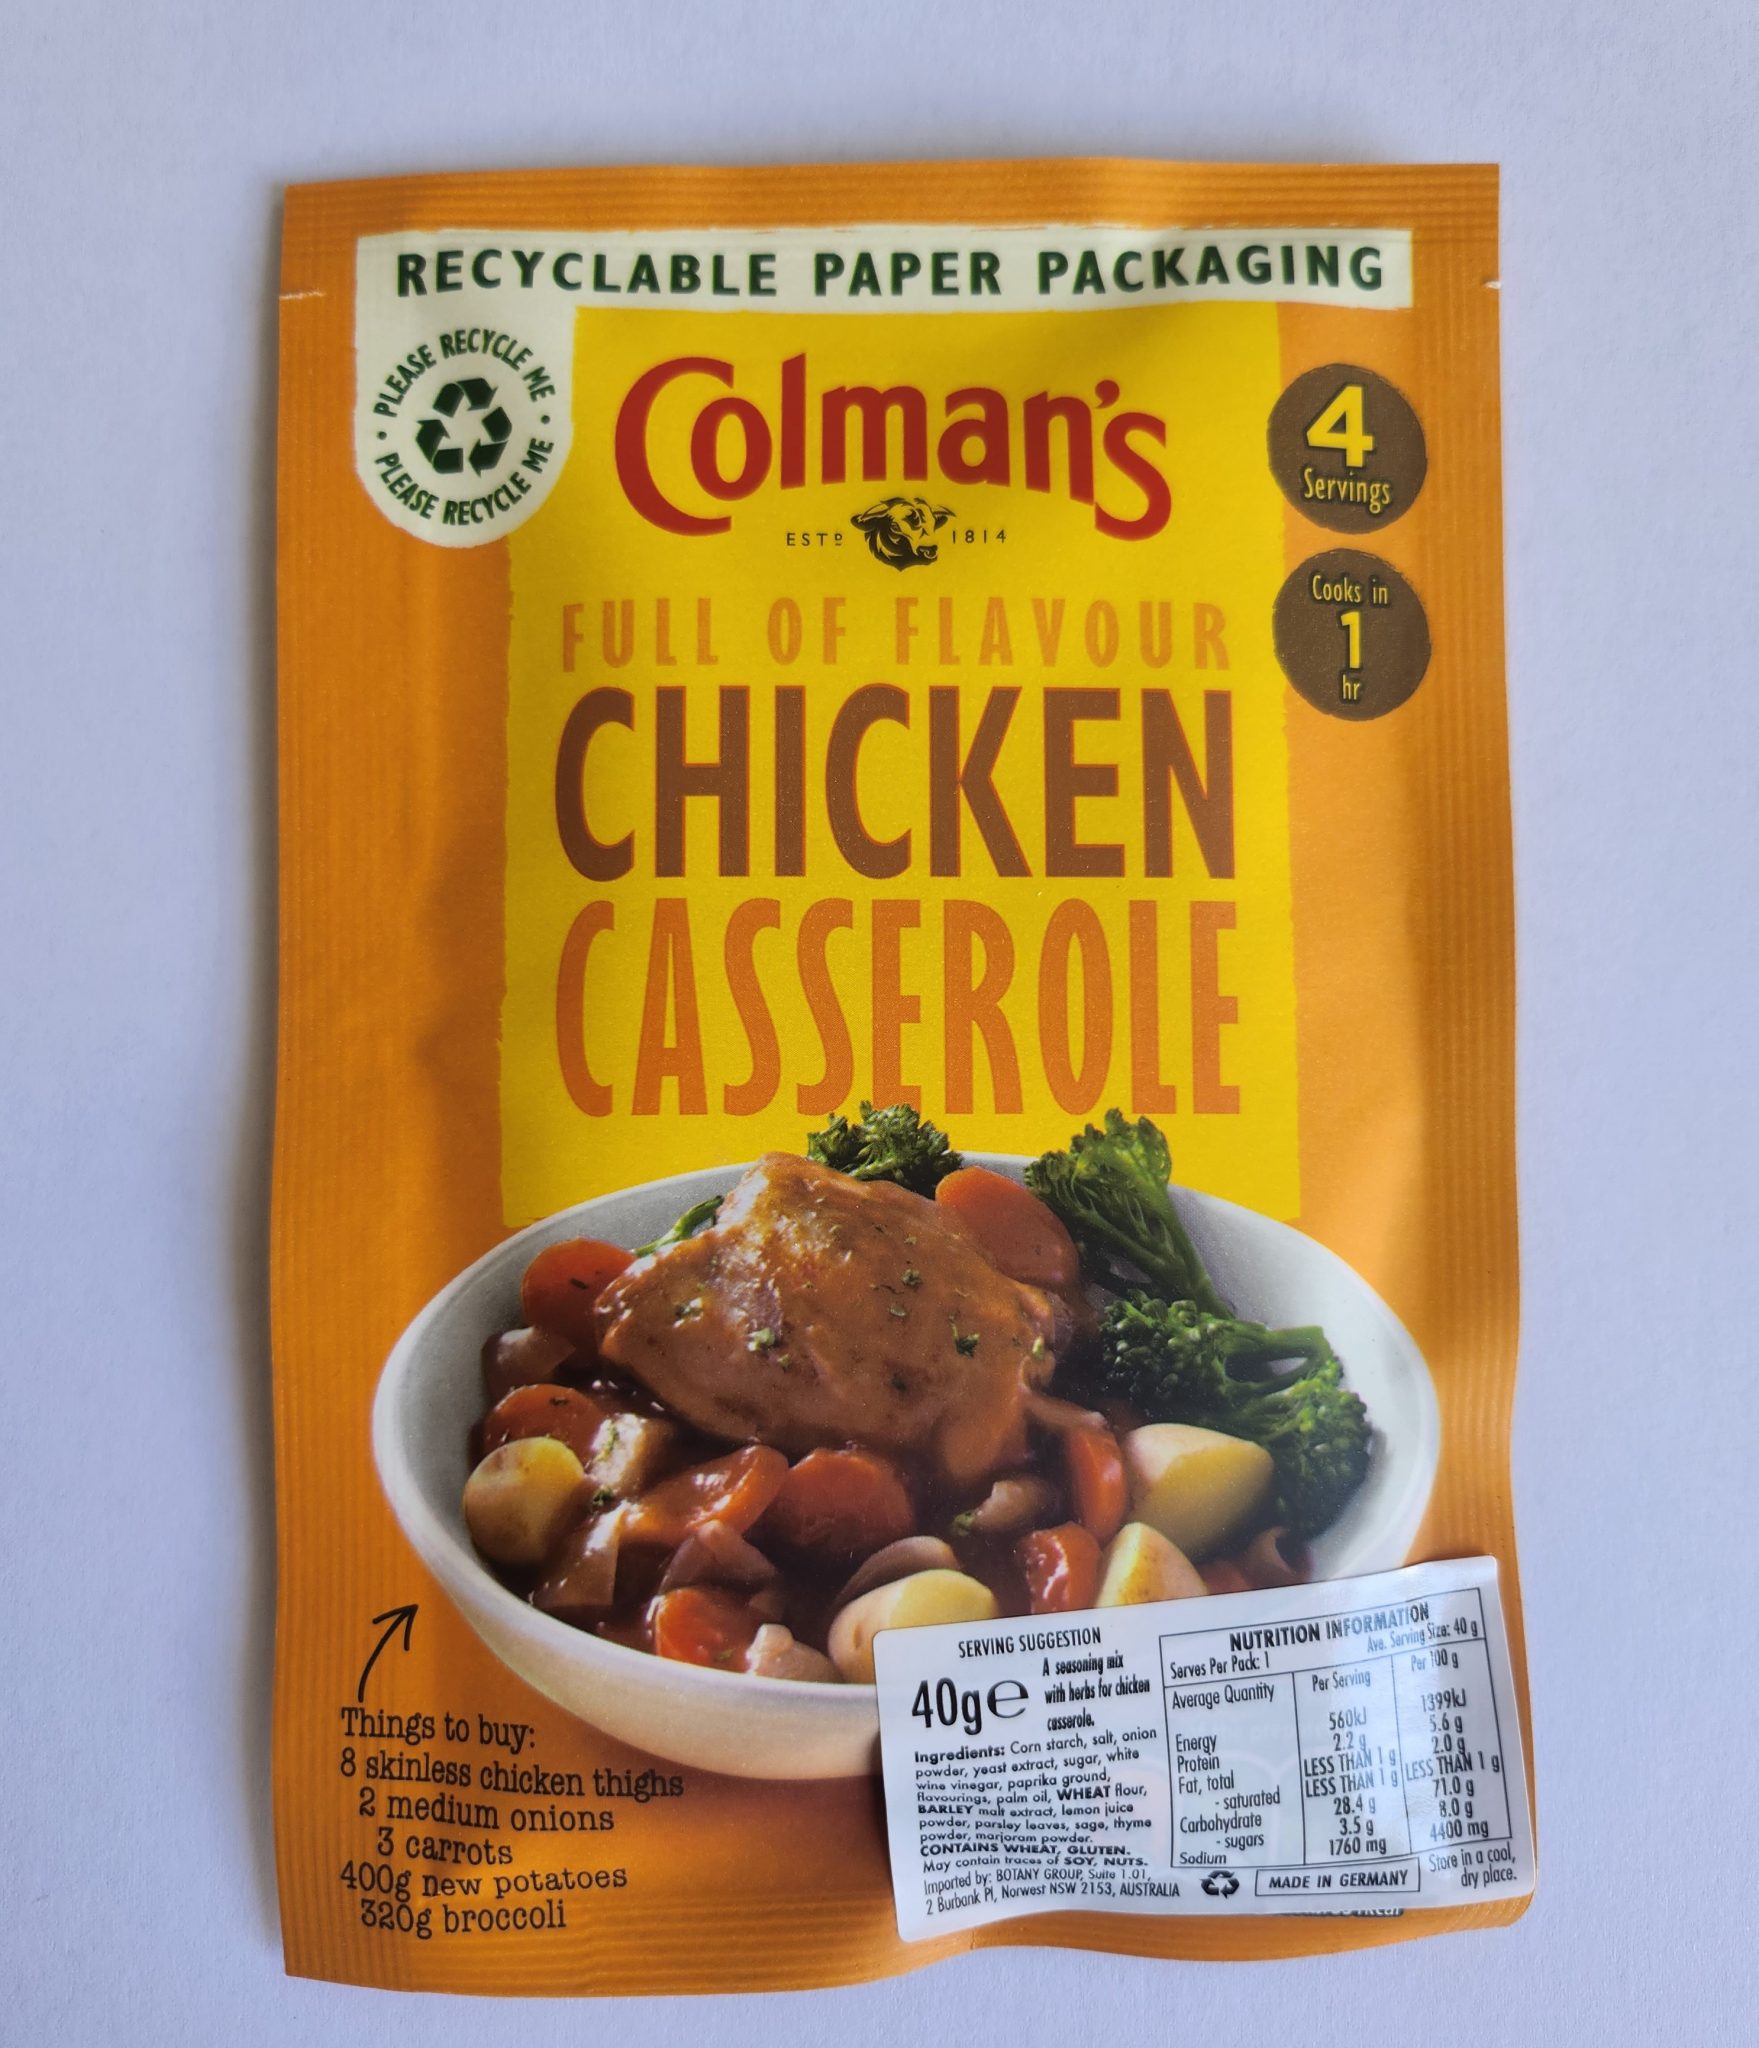 RECYCLABLE PAPER PACKAGING
PLEASE RECYCLE ME • PLEASE RECYCLE ME •
Colman's
ESTD 1814
4
Servings
Cooks in
1
hr
FULL OF FLAVOUR
CHICKEN
CASSEROLE
Things to buy:
8 skinless chicken thighs
2 medium onions
3 carrots
400g new potatoes
320g broccoli
SERVING SUGGESTION
40g℮
A seasoning mix
with herbs for chicken
casserole.
Ingredients: Corn starch, salt, onion
powder, yeast extract, sugar, white
wine vinegar, paprika ground,
flavourings, palm oil, WHEAT flour,
BARLEY malt extract, lemon juice
powder, parsley leaves, sage, thyme
powder, marjoram powder.
CONTAINS WHEAT, GLUTEN.
May contain traces of SOY, NUTS.
Imported by: BOTANY GROUP, Suite 1.01,
2 Burbank Pl, Norwest NSW 2153, AUSTRALIA
NUTRITION INFORMATION
Serves Per Pack: 1 Ave. Serving Size: 40 g
Average Quantity Per Serving Per 100 g
Energy 560kJ 1399kJ
Protein 2.2 g 5.6 g
Fat, total LESS THAN 1 g 2.0 g
- saturated LESS THAN 1 g LESS THAN 1 g
Carbohydrate 28.4 g 71.0 g
- sugars 3.5 g 8.0 g
Sodium 1760 mg 4400 mg
MADE IN GERMANY
Store in a cool,
dry place.